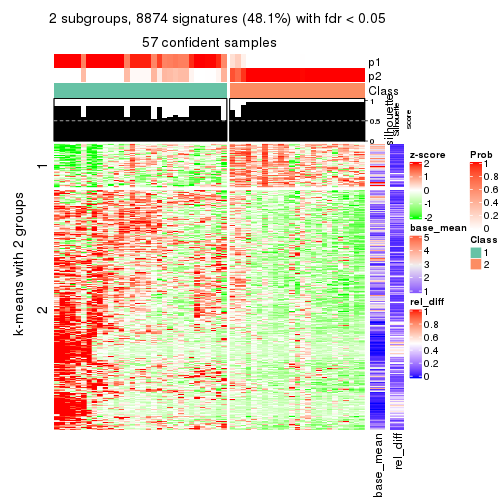 2 subgroups, 8874 signatures (48.1%) with fdr < 0.05
57 confident samples
p1
p2
Class
1
0.5
0
silhouette
Silhouette
score
k-means with 2 groups
1
2
base_mean
rel_diff
z-score
2
1
0
-1
-2
base_mean
5
4
3
2
1
rel_diff
1
0.8
0.6
0.4
0.2
0
Prob
1
0.8
0.6
0.4
0.2
0
Class
1
2